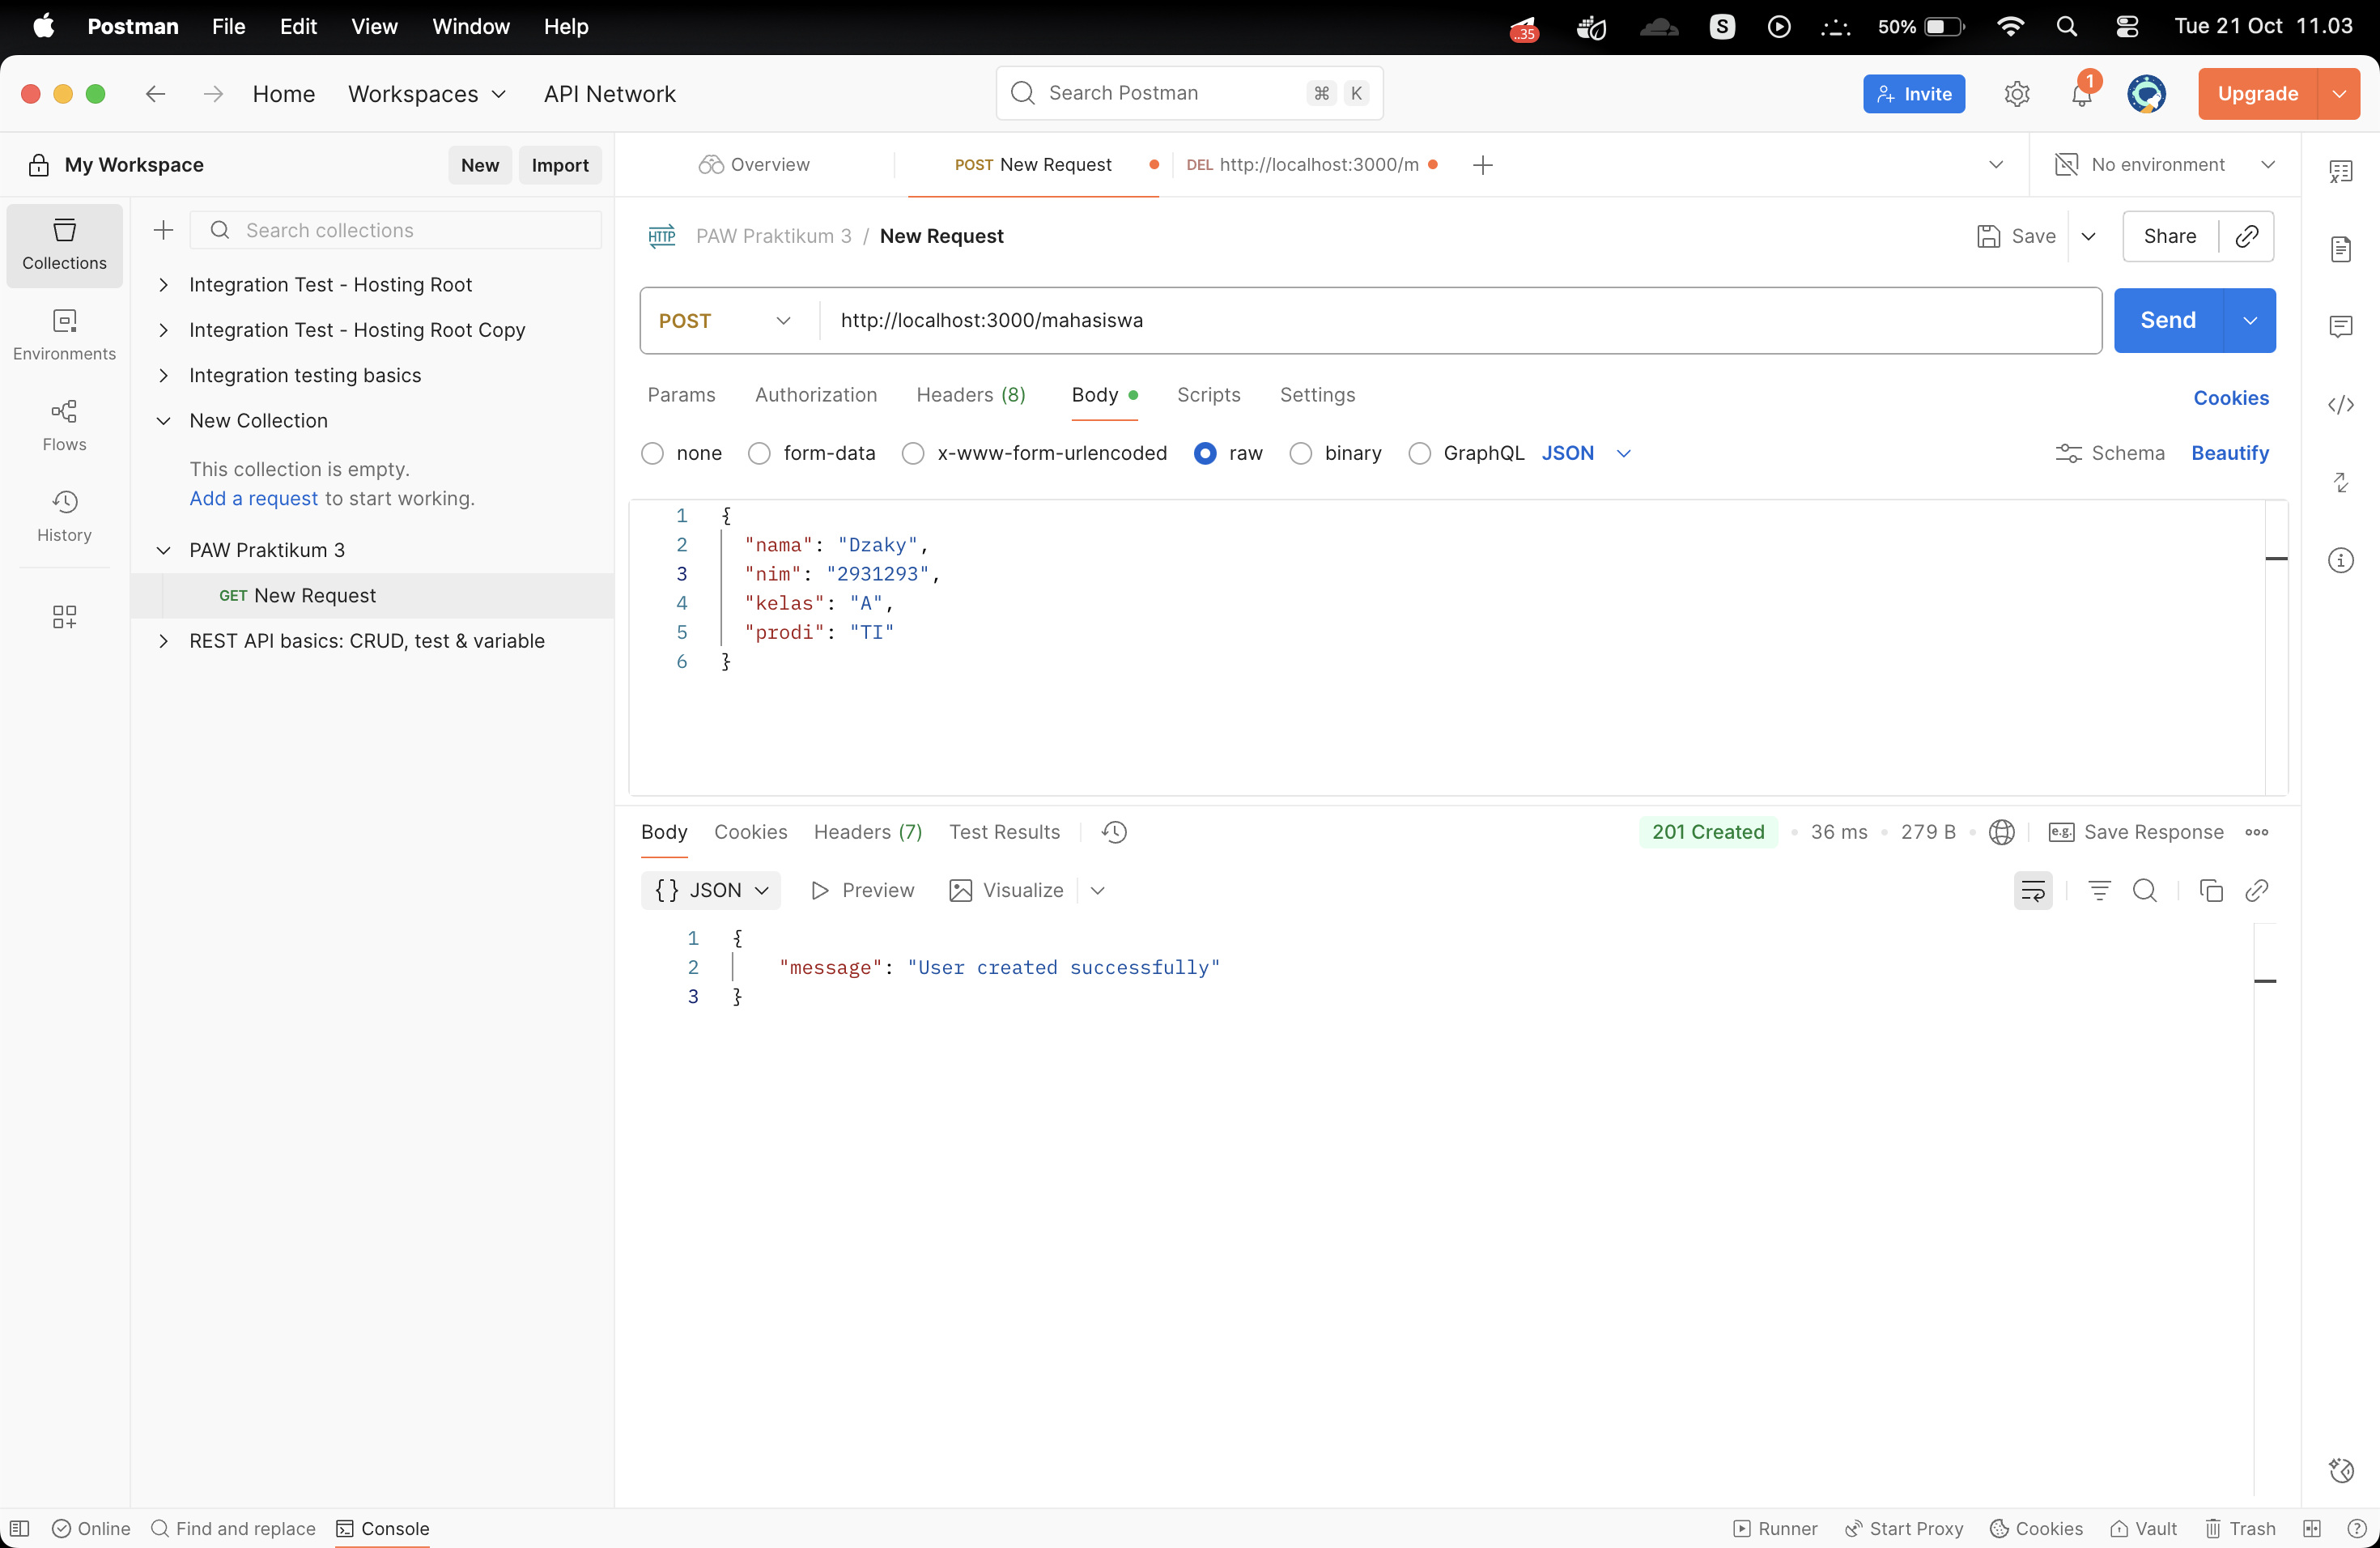 Postman File Edit View Window Help
..35 S 50% Tue 21 Oct 11.03
Home Workspaces API Network
Search Postman ⌘ K
Invite 1 Upgrade
My Workspace New Import
Overview POST New Request DEL http://localhost:3000/m No environment
Collections
Environments
Flows
History
Search collections
Integration Test - Hosting Root
Integration Test - Hosting Root Copy
Integration testing basics
New Collection
This collection is empty.
Add a request to start working.
PAW Praktikum 3
GET New Request
REST API basics: CRUD, test & variable
HTTP PAW Praktikum 3 / New Request Save Share
POST http://localhost:3000/mahasiswa Send
Params Authorization Headers (8) Body Scripts Settings Cookies
none form-data x-www-form-urlencoded raw binary GraphQL JSON Schema Beautify
1 {
2 "nama": "Dzaky",
3 "nim": "2931293",
4 "kelas": "A",
5 "prodi": "TI"
6 }
Body Cookies Headers (7) Test Results 201 Created 36 ms 279 B e.g. Save Response
{} JSON Preview Visualize
1 {
2 "message": "User created successfully"
3 }
Online Find and replace Console Runner Start Proxy Cookies Vault Trash